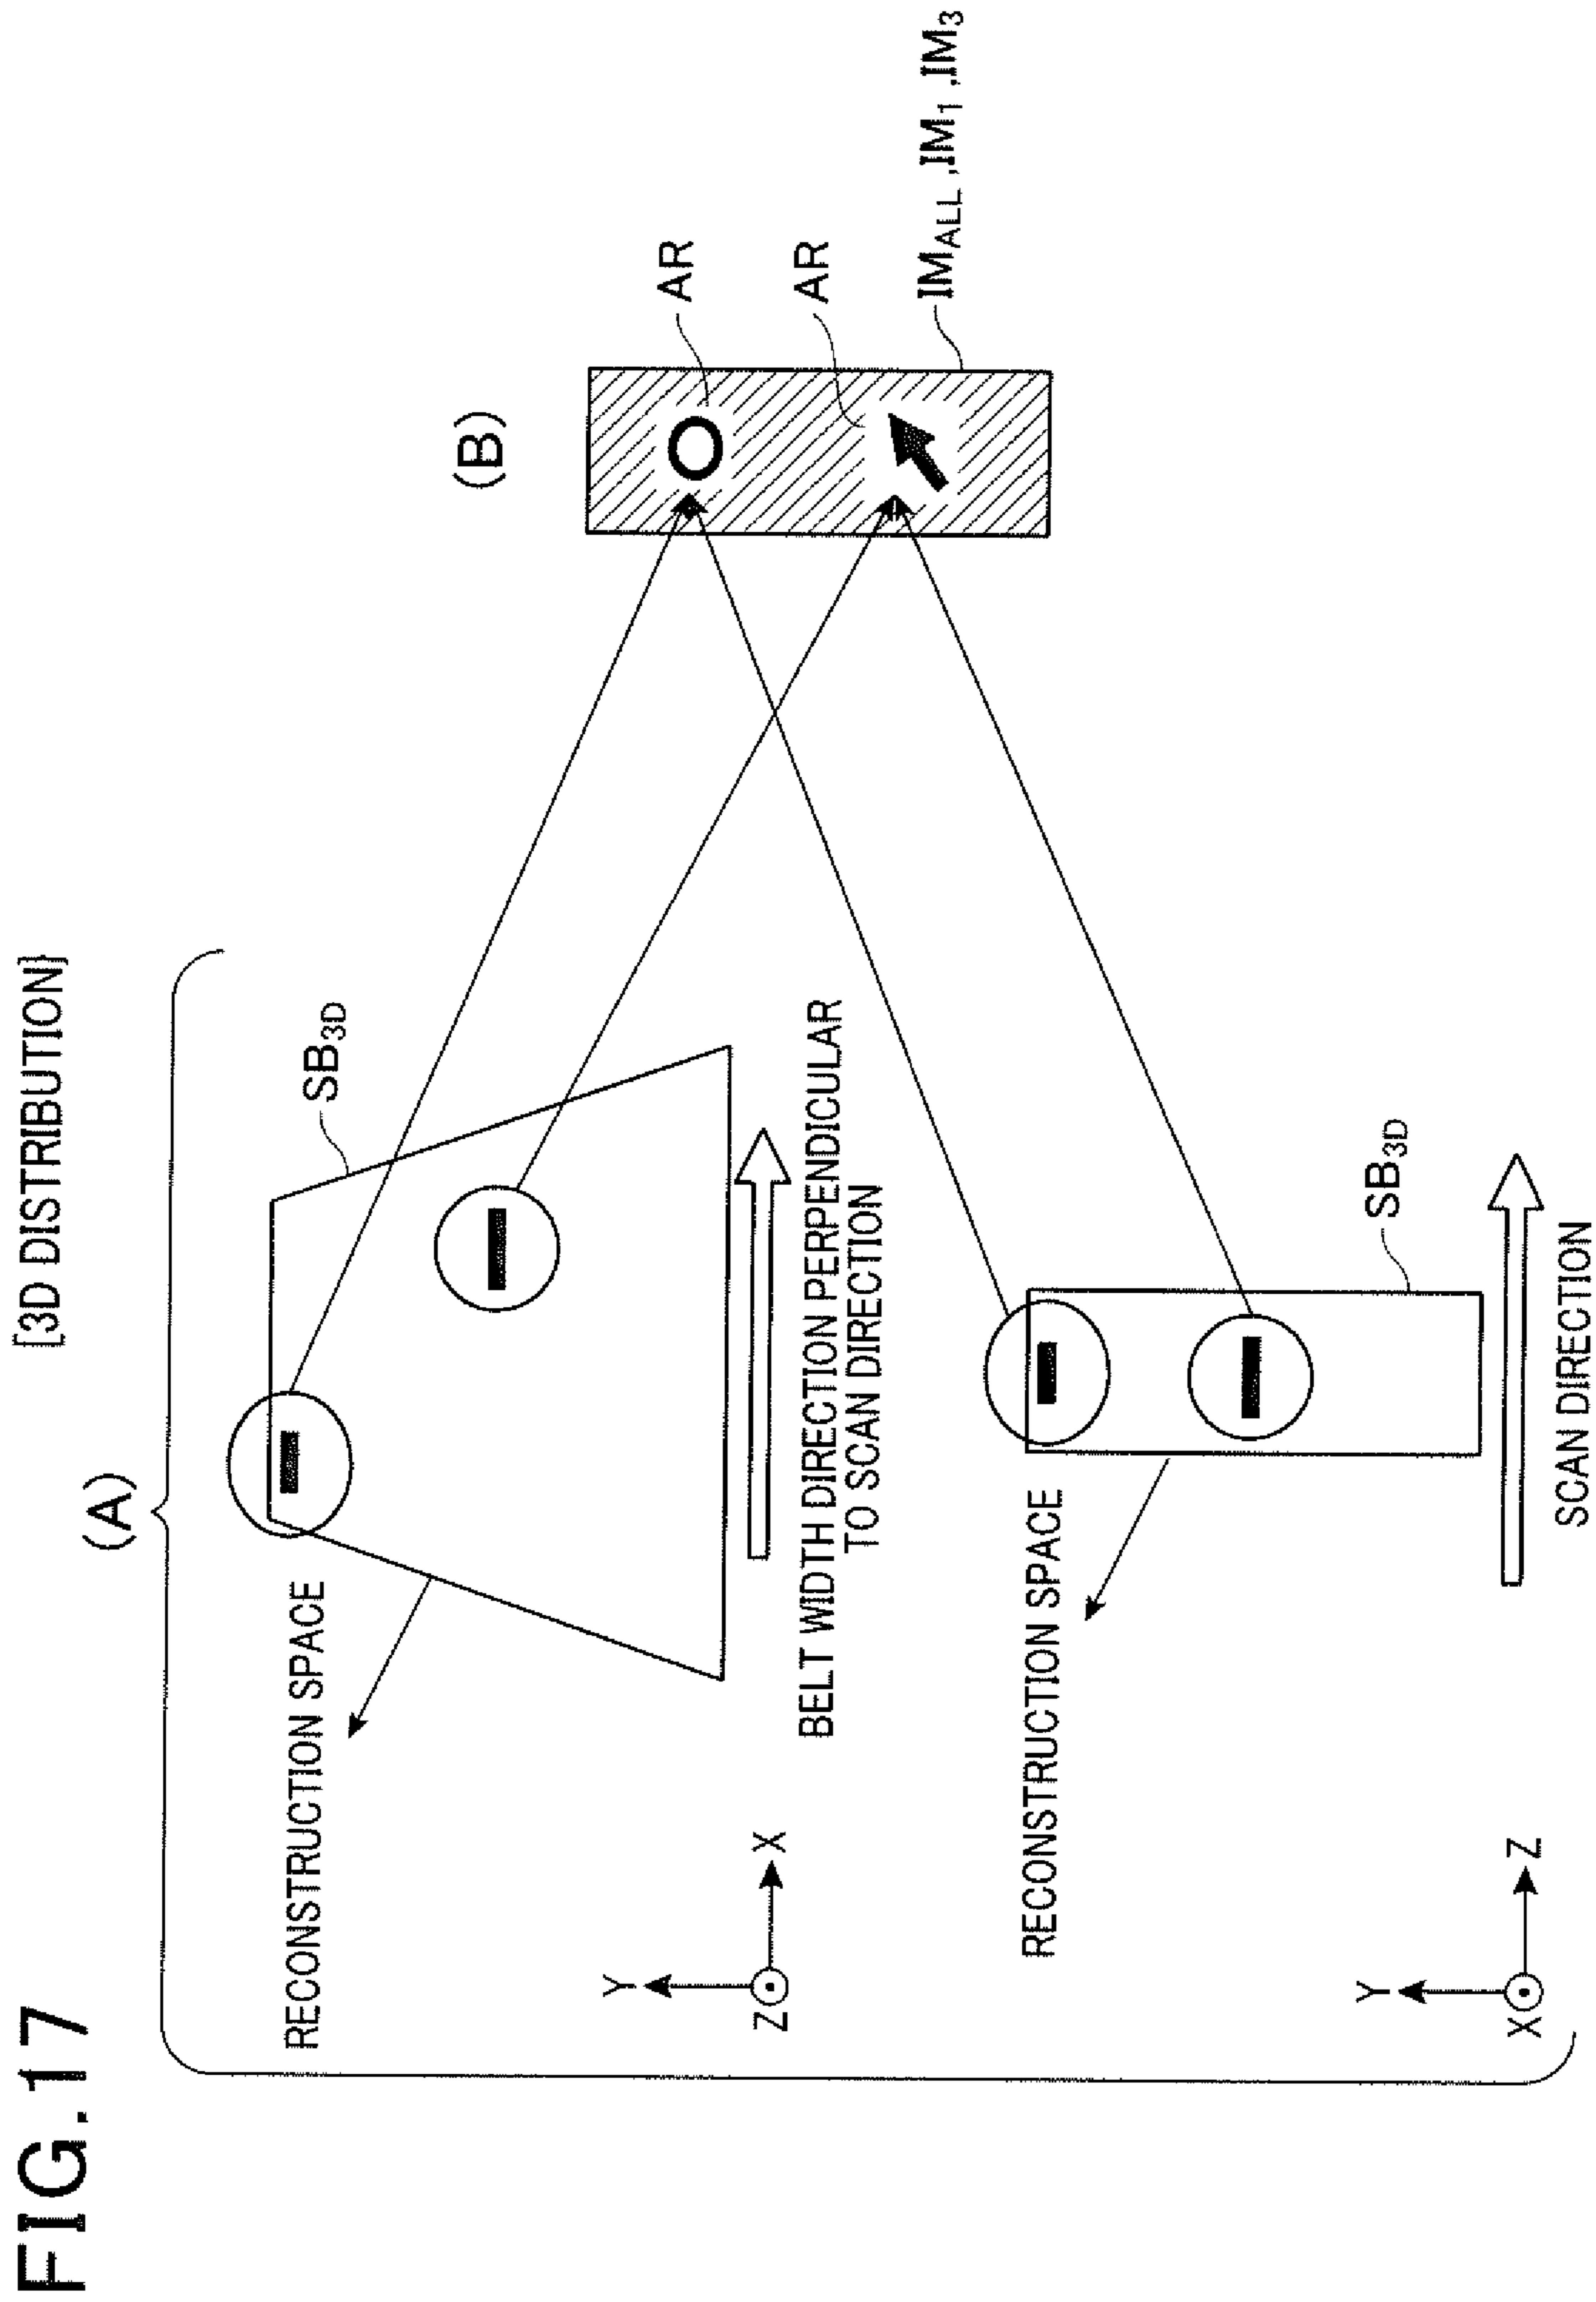 FIG.17
[3D DISTRIBUTION]
(A)
(B)
RECONSTRUCTION SPACE
SB3D
Y
Z
X
BELT WIDTH DIRECTION PERPENDICULAR
TO SCAN DIRECTION
AR
AR
IMALL ,IM1 ,IM3
RECONSTRUCTION SPACE
SB3D
Y
X
Z
SCAN DIRECTION